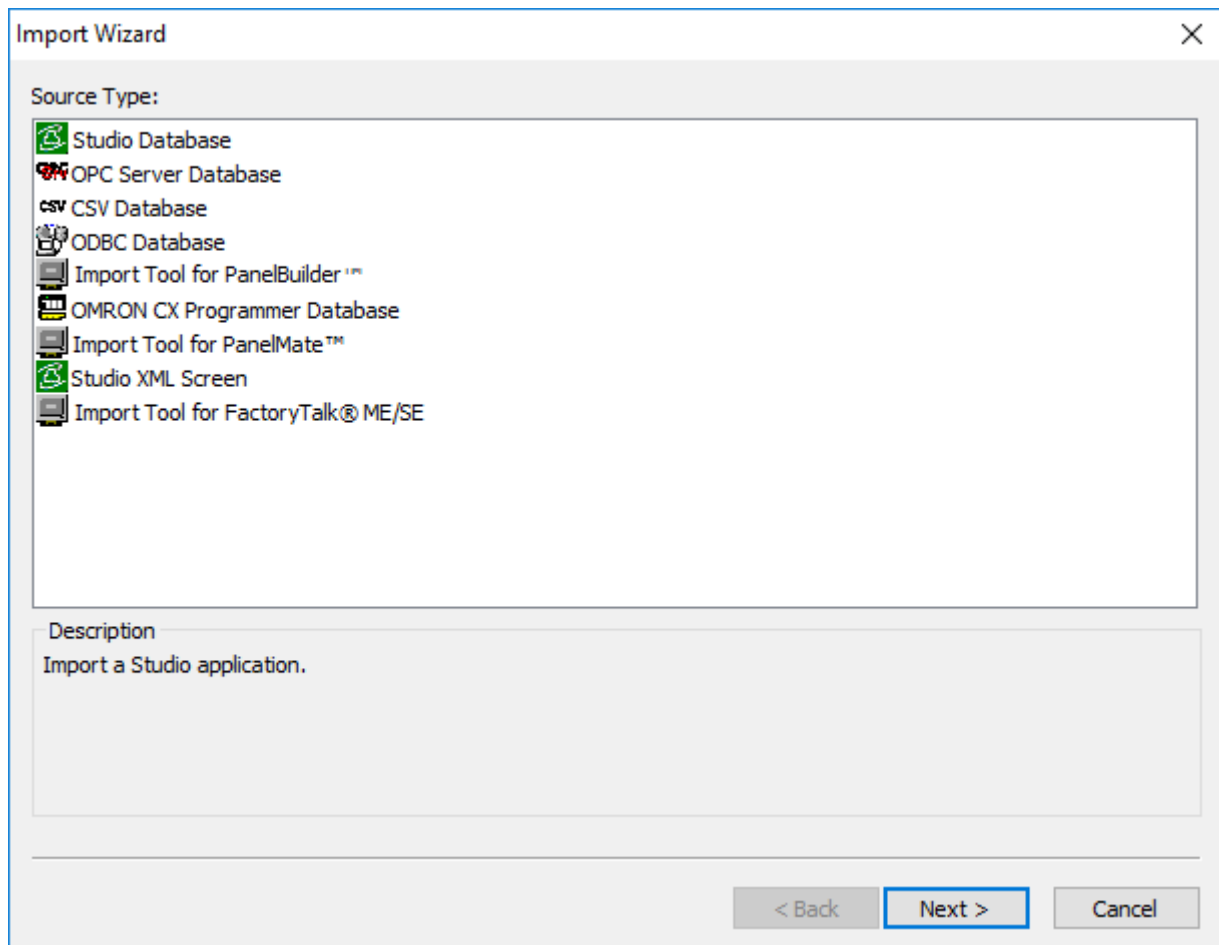 Import Wizard
Source Type:
Studio Database
OPC Server Database
CSV CSV Database
ODBC Database
Import Tool for PanelBuilder™
OMRON CX Programmer Database
Import Tool for PanelMate™
Studio XML Screen
Import Tool for FactoryTalk® ME/SE
Description
Import a Studio application.
< Back Next > Cancel